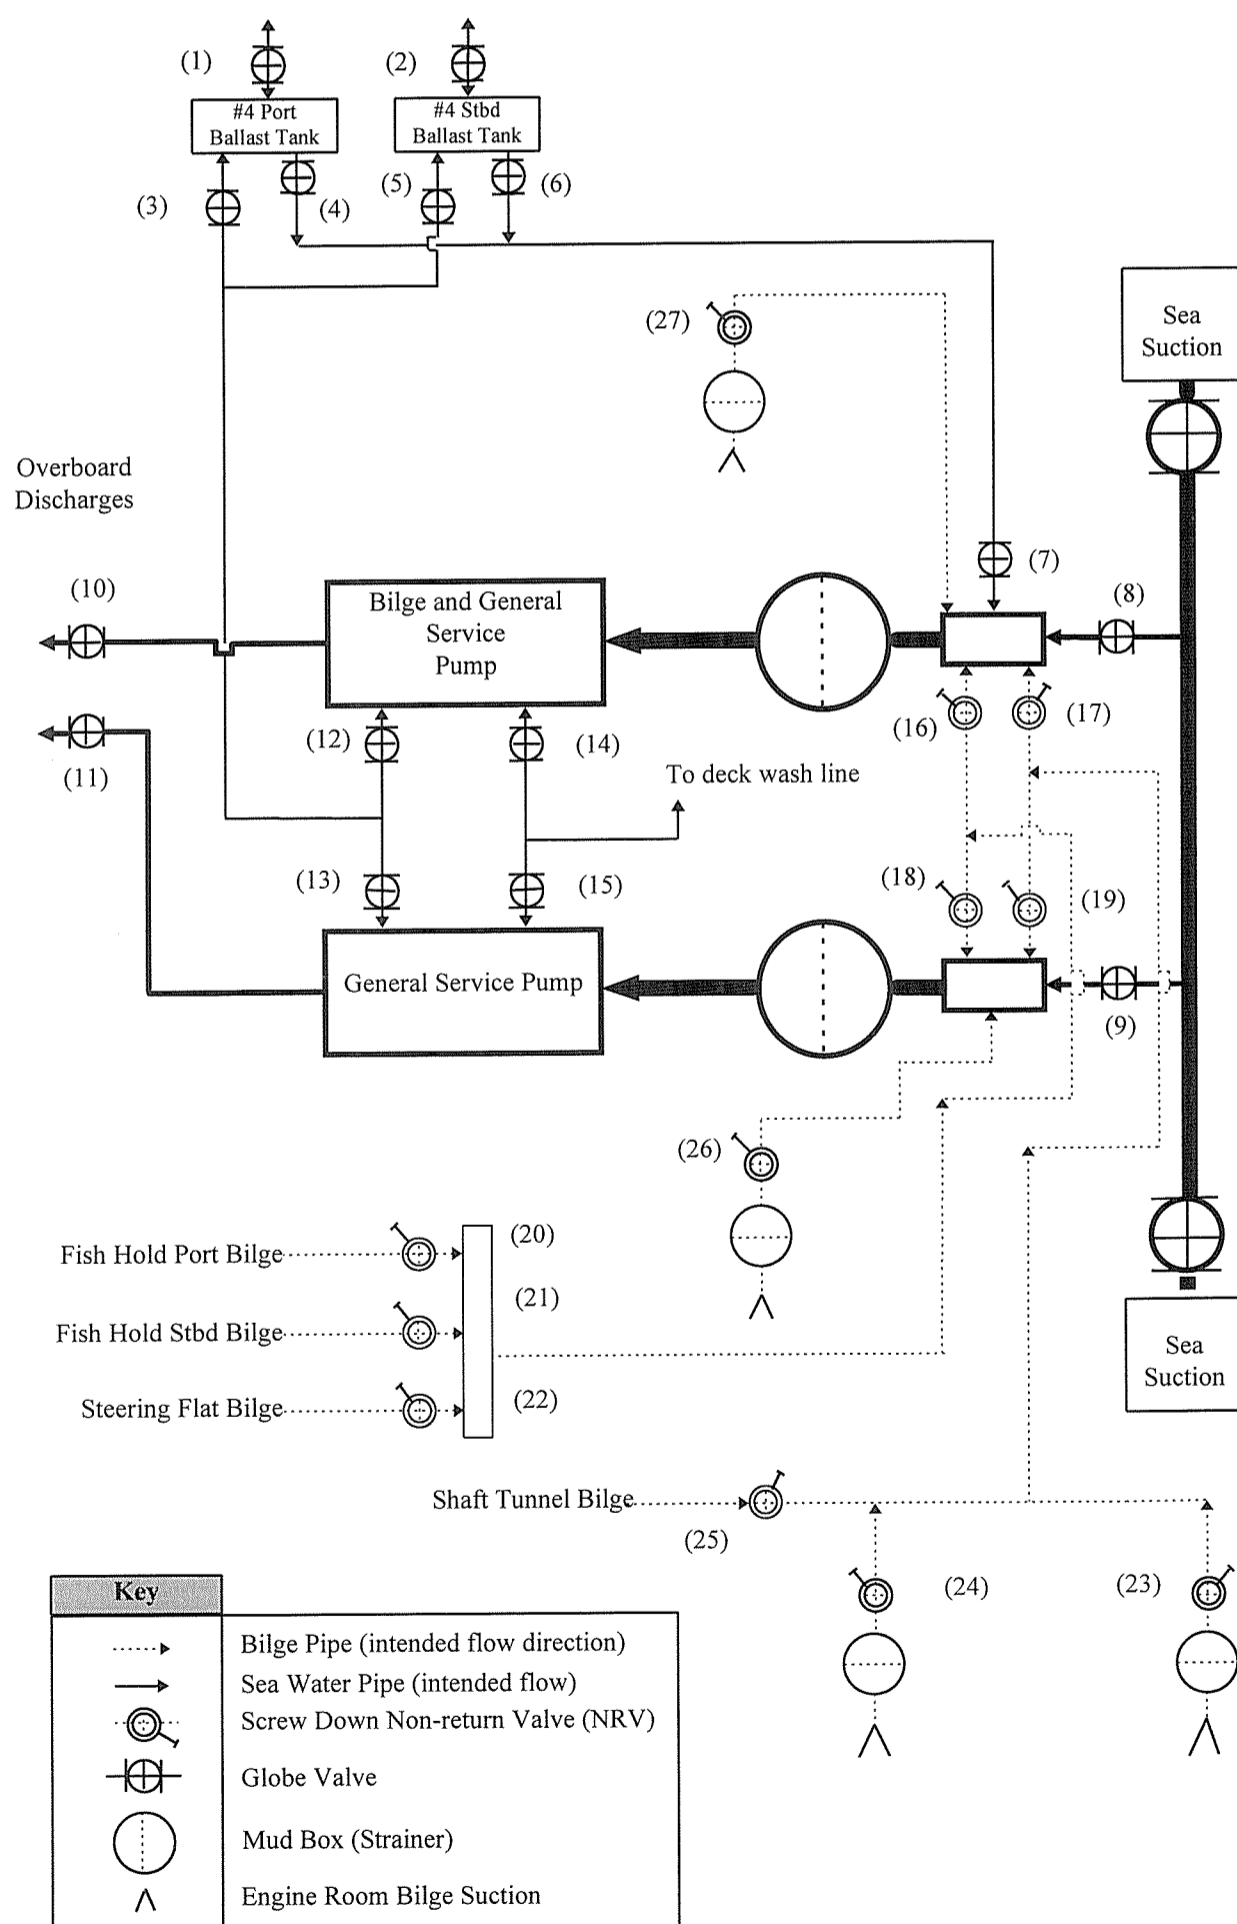 (1)
(2)
#4 Port
Ballast Tank
#4 Stbd
Ballast Tank
(3)
(4)
(5)
(6)
Sea
Suction
(27)
Overboard
Discharges
(7)
(8)
(10)
Bilge and General
Service
Pump
(16)
(17)
(11)
(12)
(14)
To deck wash line
(13)
(15)
(18)
(19)
General Service Pump
(9)
(26)
Fish Hold Port Bilge
(20)
(21)
Fish Hold Stbd Bilge
Sea
Suction
Steering Flat Bilge
(22)
Shaft Tunnel Bilge
(25)
(24)
(23)
Key
Bilge Pipe (intended flow direction)
Sea Water Pipe (intended flow)
Screw Down Non-return Valve (NRV)
Globe Valve
Mud Box (Strainer)
Engine Room Bilge Suction